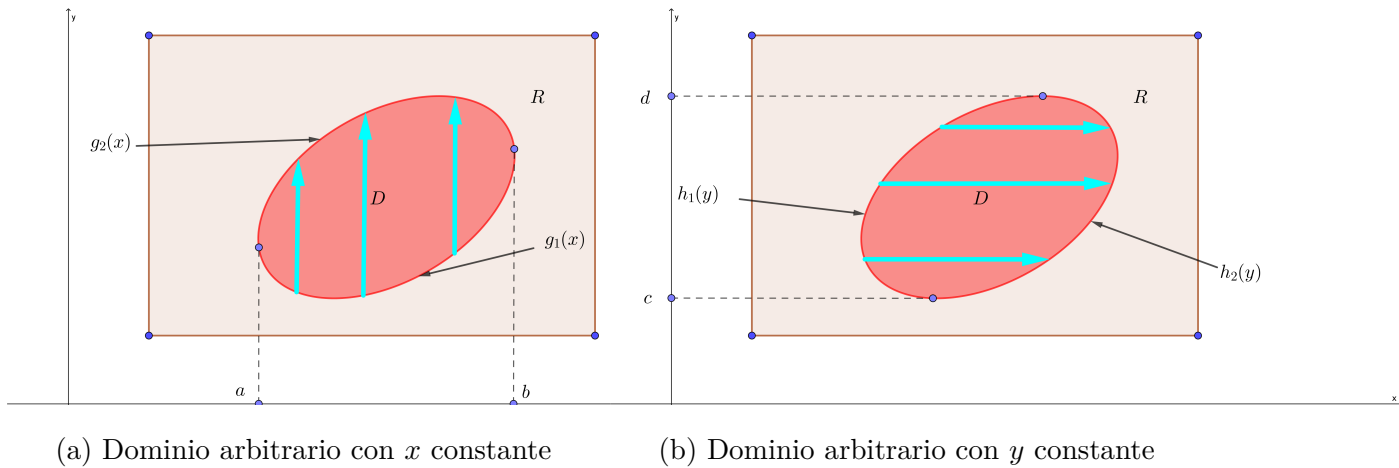 y
R
g₂(x)
D
g₁(x)
a
b
(a) Dominio arbitrario con x constante
y
d
R
h₁(y)
D
h₂(y)
c
x
(b) Dominio arbitrario con y constante